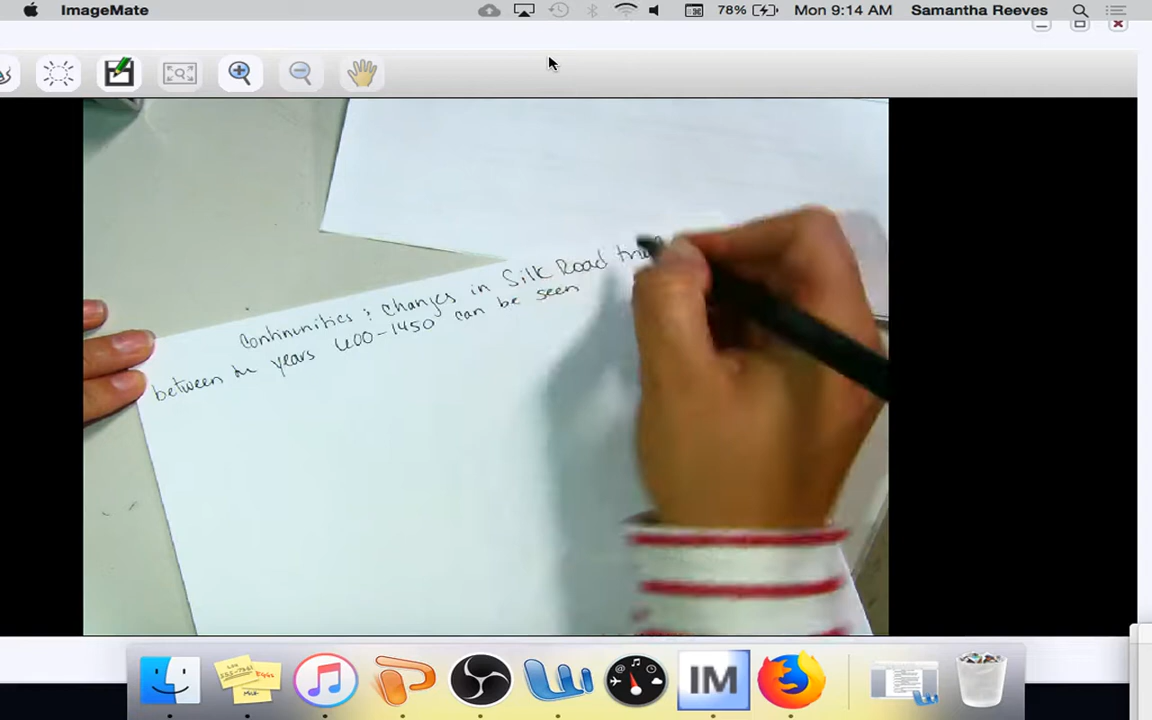 ImageMate
78%
Mon 9:14 AM
Samantha Reeves
Continuities & changes in Silk Road
between the years 600-1450 can be seen
IM